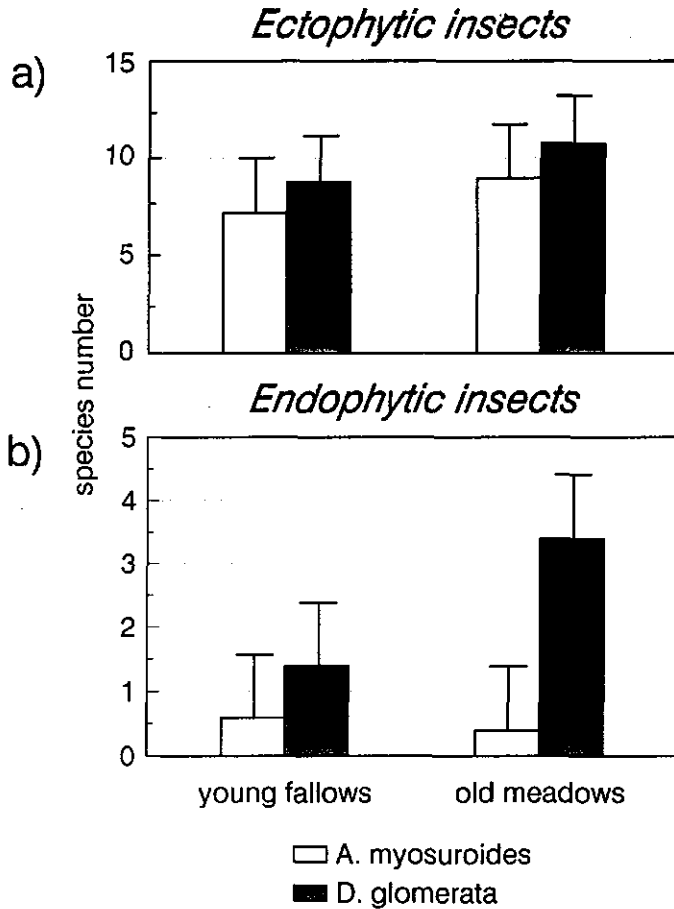 Ectophytic insects
a)
15
10
5
0
species number
Endophytic insects
b)
5
4
3
2
1
0
young fallows old meadows
A. myosuroides
D. glomerata